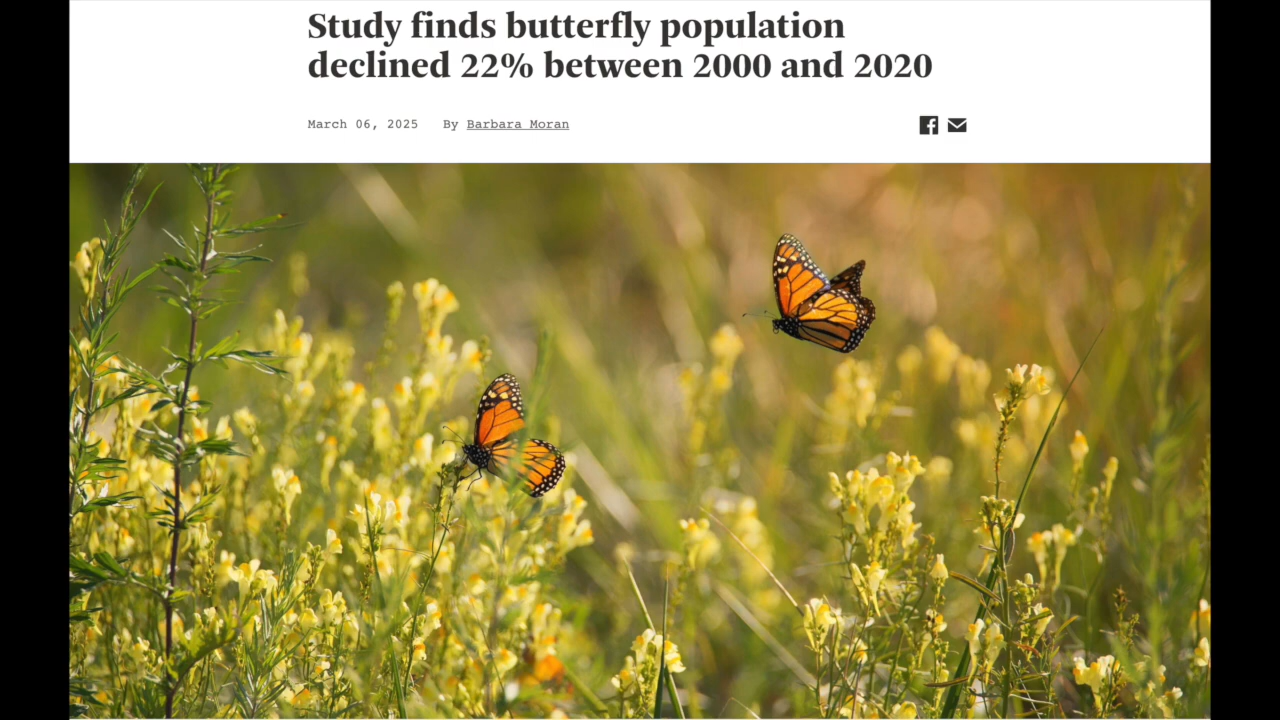 Study finds butterfly population
declined 22% between 2000 and 2020
March 06, 2025 By Barbara Moran